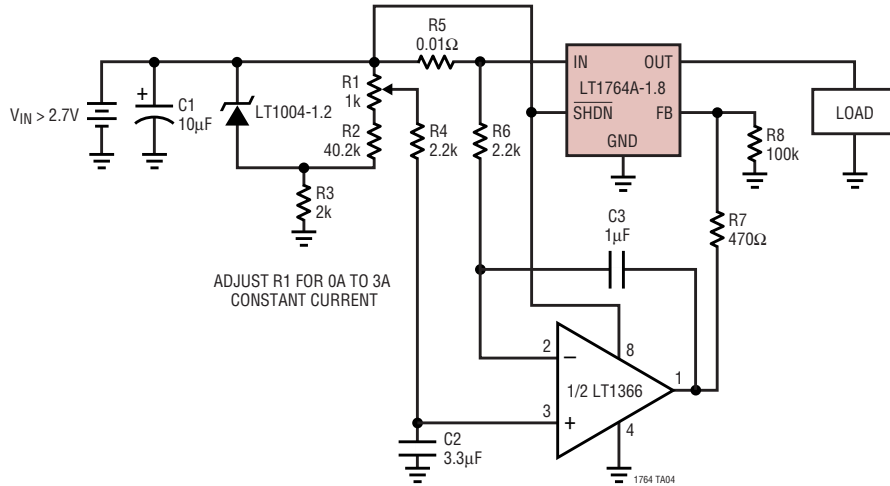 R5
0.01Ω
IN
OUT
LT1764A-1.8
SHDN
FB
GND
LOAD
VIN > 2.7V
+
C1
10µF
LT1004-1.2
R1
1k
R2
40.2k
R4
2.2k
R6
2.2k
R8
100k
R3
2k
C3
1µF
R7
470Ω
ADJUST R1 FOR 0A TO 3A
CONSTANT CURRENT
2
–
8
1/2 LT1366
1
3
+
4
C2
3.3µF
1764 TA04